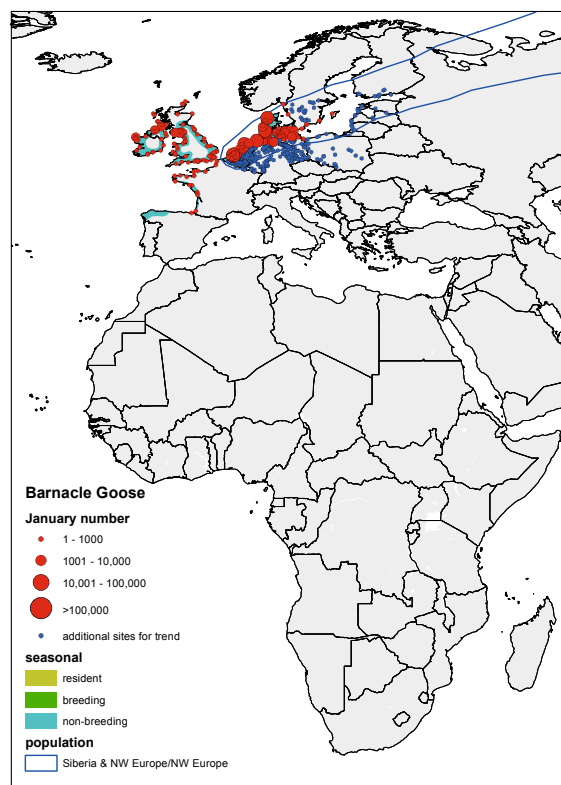 Barnacle Goose
January number
1 - 1000
1001 - 10,000
10,001 - 100,000
>100,000
additional sites for trend
seasonal
resident
breeding
non-breeding
population
Siberia & NW Europe/NW Europe